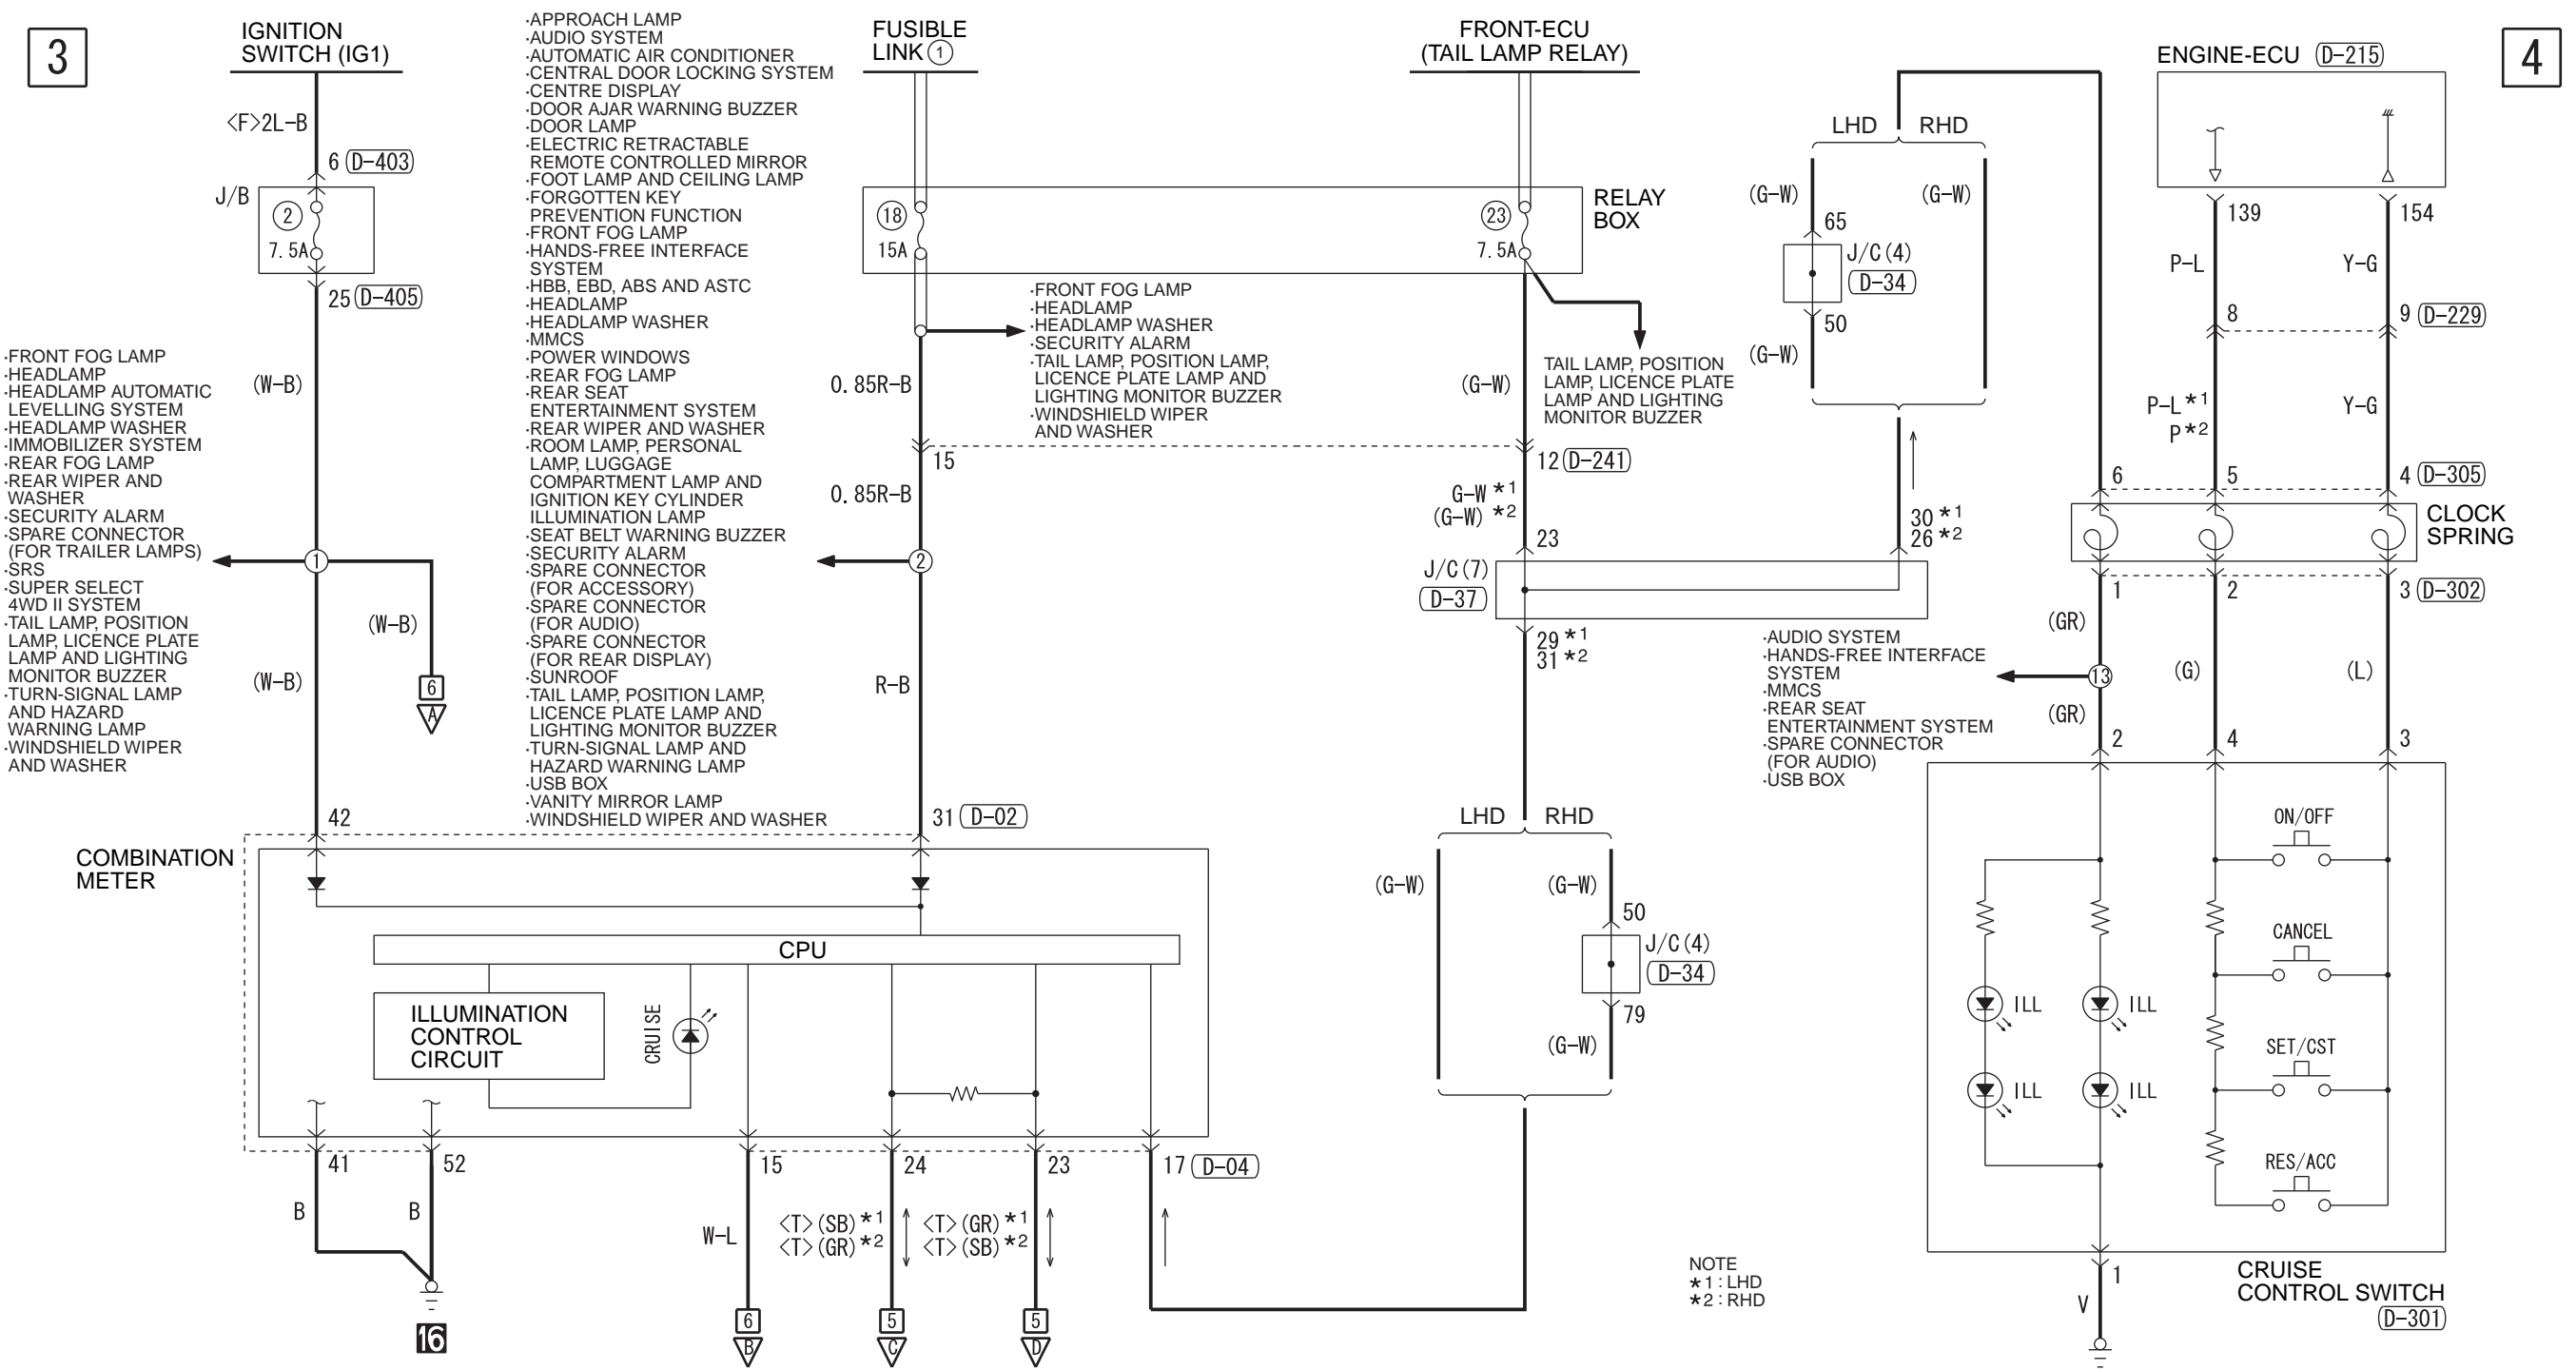 3
IGNITION
SWITCH (IG1)
<F>2L-B
6 (D-403)
J/B
2
7.5A
25 (D-405)
(W-B)
·FRONT FOG LAMP
·HEADLAMP
·HEADLAMP AUTOMATIC
LEVELLING SYSTEM
·HEADLAMP WASHER
·IMMOBILIZER SYSTEM
·REAR FOG LAMP
·REAR WIPER AND
WASHER
·SECURITY ALARM
·SPARE CONNECTOR
(FOR TRAILER LAMPS)
·SRS
·SUPER SELECT
4WD II SYSTEM
·TAIL LAMP, POSITION
LAMP, LICENCE PLATE
LAMP AND LIGHTING
MONITOR BUZZER
·TURN-SIGNAL LAMP
AND HAZARD
WARNING LAMP
·WINDSHIELD WIPER
AND WASHER
1
(W-B)
(W-B)
6
A
42
·APPROACH LAMP
·AUDIO SYSTEM
·AUTOMATIC AIR CONDITIONER
·CENTRAL DOOR LOCKING SYSTEM
·CENTRE DISPLAY
·DOOR AJAR WARNING BUZZER
·DOOR LAMP
·ELECTRIC RETRACTABLE
REMOTE CONTROLLED MIRROR
·FOOT LAMP AND CEILING LAMP
·FORGOTTEN KEY
PREVENTION FUNCTION
·FRONT FOG LAMP
·HANDS-FREE INTERFACE
SYSTEM
·HBB, EBD, ABS AND ASTC
·HEADLAMP
·HEADLAMP WASHER
·MMCS
·POWER WINDOWS
·REAR FOG LAMP
·REAR SEAT
ENTERTAINMENT SYSTEM
·REAR WIPER AND WASHER
·ROOM LAMP, PERSONAL
LAMP, LUGGAGE
COMPARTMENT LAMP AND
IGNITION KEY CYLINDER
ILLUMINATION LAMP
·SEAT BELT WARNING BUZZER
·SECURITY ALARM
·SPARE CONNECTOR
(FOR ACCESSORY)
·SPARE CONNECTOR
(FOR AUDIO)
·SPARE CONNECTOR
(FOR REAR DISPLAY)
·SUNROOF
·TAIL LAMP, POSITION LAMP,
LICENCE PLATE LAMP AND
LIGHTING MONITOR BUZZER
·TURN-SIGNAL LAMP AND
HAZARD WARNING LAMP
·USB BOX
·VANITY MIRROR LAMP
·WINDSHIELD WIPER AND WASHER
FUSIBLE
LINK 1
18
15A
0.85R-B
15
0.85R-B
2
R-B
31 (D-02)
·FRONT FOG LAMP
·HEADLAMP
·HEADLAMP WASHER
·SECURITY ALARM
·TAIL LAMP, POSITION LAMP,
LICENCE PLATE LAMP AND
LIGHTING MONITOR BUZZER
·WINDSHIELD WIPER
AND WASHER
FRONT-ECU
(TAIL LAMP RELAY)
23
7.5A
RELAY
BOX
(G-W)
TAIL LAMP, POSITION
LAMP, LICENCE PLATE
LAMP AND LIGHTING
MONITOR BUZZER
12 (D-241)
G-W *1
(G-W) *2
23
J/C(7)
D-37
29 *1
31 *2
30 *1
26 *2
LHD RHD
(G-W)
65
J/C(4)
D-34
50
(G-W)
(G-W)
LHD RHD
(G-W)
(G-W)
50
J/C(4)
D-34
79
(G-W)
4
ENGINE-ECU (D-215)
139
154
P-L
Y-G
8
9 (D-229)
P-L*1
P*2
Y-G
6
5
4 (D-305)
CLOCK
SPRING
1
2
3 (D-302)
(GR)
13
(GR)
(G)
(L)
·AUDIO SYSTEM
·HANDS-FREE INTERFACE
SYSTEM
·MMCS
·REAR SEAT
ENTERTAINMENT SYSTEM
·SPARE CONNECTOR
(FOR AUDIO)
·USB BOX
2
4
3
ON/OFF
CANCEL
SET/CST
RES/ACC
ILL
ILL
ILL
ILL
CRUISE
CONTROL SWITCH
D-301
1
V
COMBINATION
METER
CPU
ILLUMINATION
CONTROL
CIRCUIT
CRUISE
41
52
15
24
23
17 (D-04)
B
B
16
W-L
6
B
<T>(SB)*1
<T>(GR)*2
5
C
<T>(GR)*1
<T>(SB)*2
5
D
NOTE
*1 : LHD
*2 : RHD